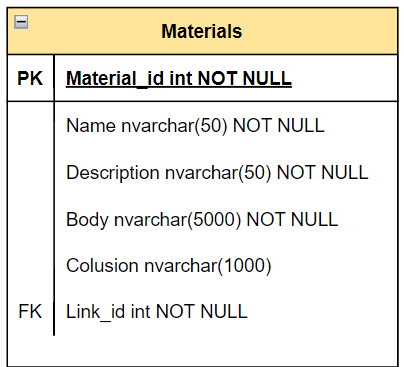 Materials
PK Material_id int NOT NULL
Name nvarchar(50) NOT NULL
Description nvarchar(50) NOT NULL
Body nvarchar(5000) NOT NULL
Colusion nvarchar(1000)
FK Link_id int NOT NULL